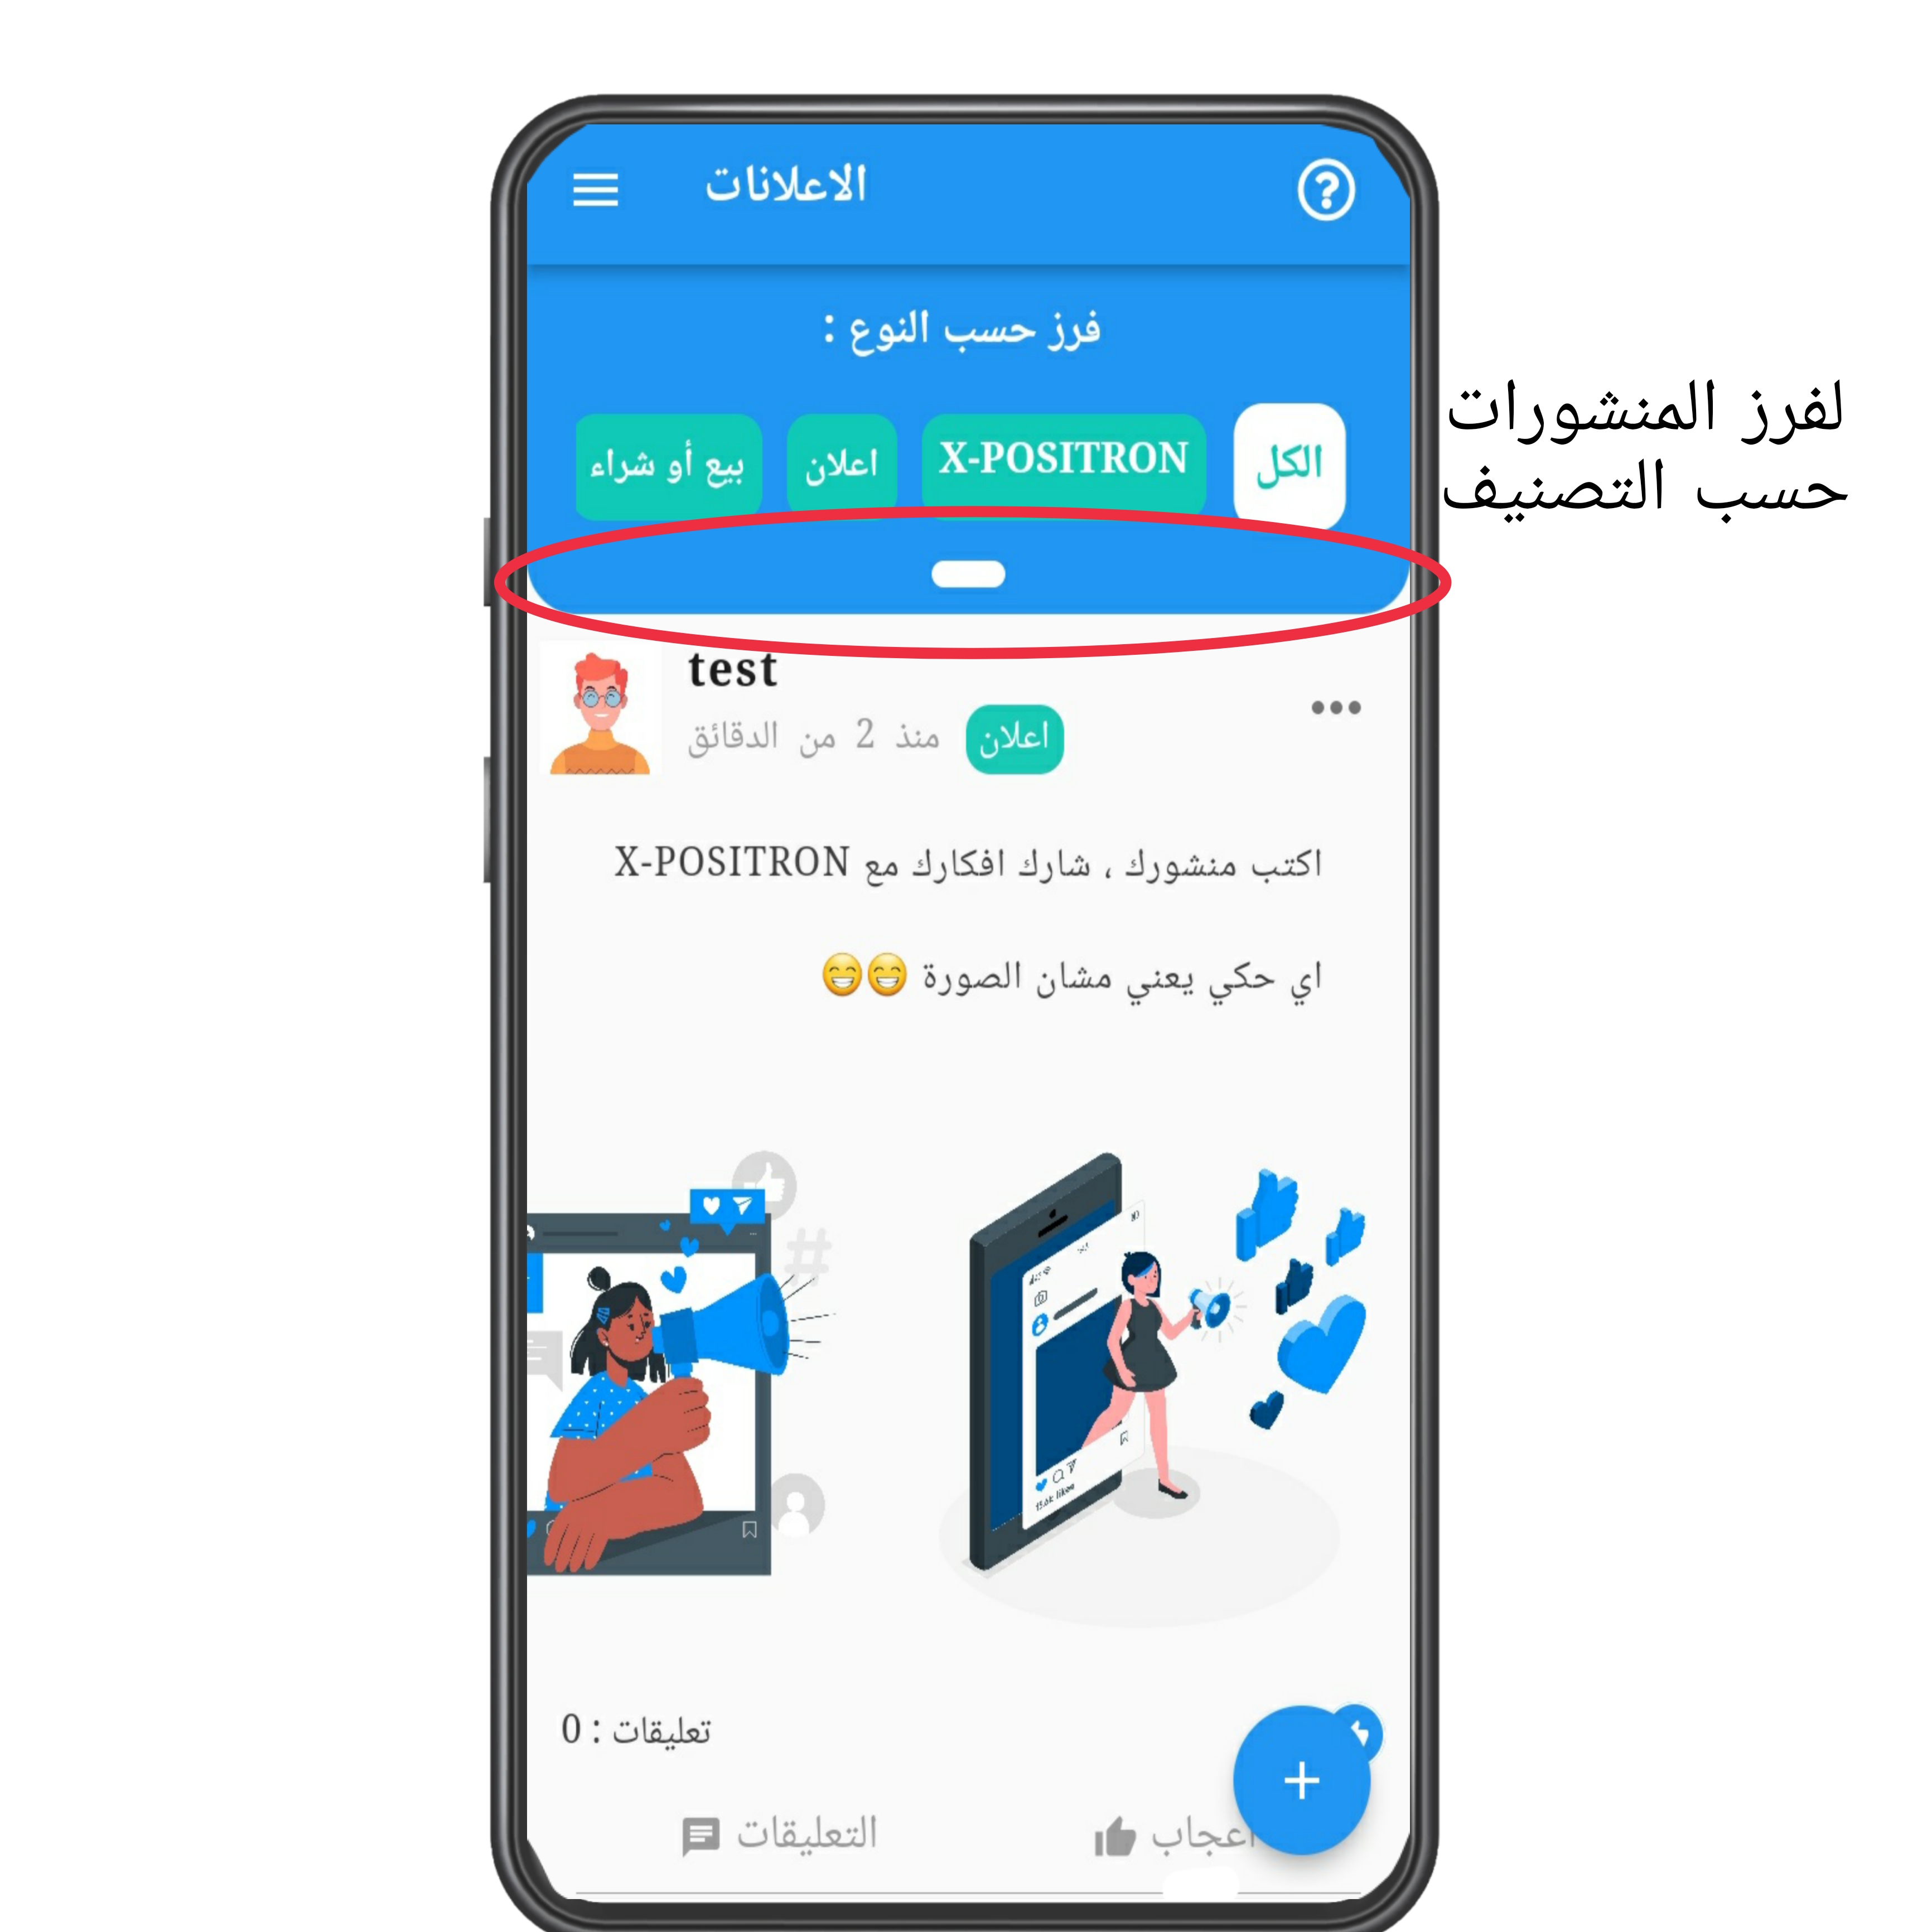 الاعلانات
فرز حسب النوع :
الكل X-POSITRON اعلان بيع أو شراء
لفرز المنشورات
حسب التصنيف
test
منذ 2 من الدقائق اعلان
اكتب منشورك ، شارك افكارك مع X-POSITRON
اي حكي يعني مشان الصورة 😁😁
تعليقات : 0
اعجاب التعليقات